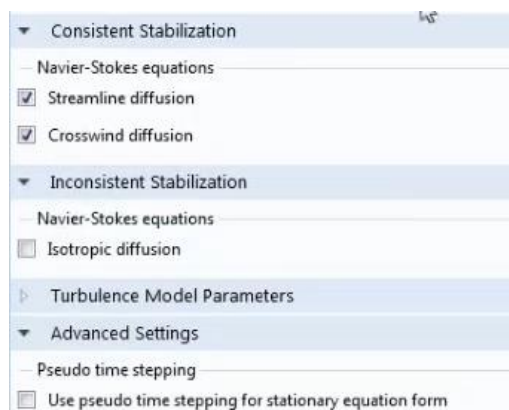 Consistent Stabilization
Navier-Stokes equations
Streamline diffusion
Crosswind diffusion
Inconsistent Stabilization
Navier-Stokes equations
Isotropic diffusion
Turbulence Model Parameters
Advanced Settings
Pseudo time stepping
Use pseudo time stepping for stationary equation form